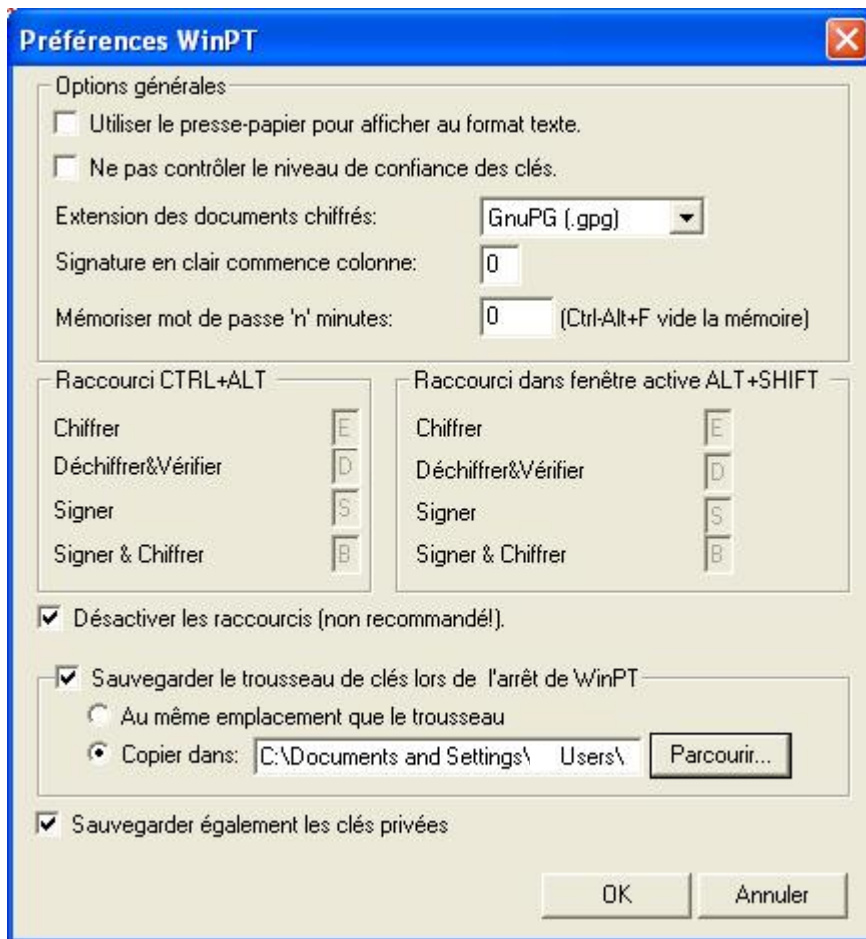 Préférences WinPT
Options générales
Utiliser le presse-papier pour afficher au format texte.
Ne pas contrôler le niveau de confiance des clés.
Extension des documents chiffrés: GnuPG (.gpg)
Signature en clair commence colonne: 0
Mémoriser mot de passe 'n' minutes: 0 (Ctrl-Alt+F vide la mémoire)
Raccourci CTRL+ALT
Chiffrer E
Déchiffrer&Vérifier D
Signer S
Signer & Chiffrer B
Raccourci dans fenêtre active ALT+SHIFT
Chiffrer E
Déchiffrer&Vérifier D
Signer S
Signer & Chiffrer B
Désactiver les raccourcis (non recommandé!).
Sauvegarder le trousseau de clés lors de l'arrêt de WinPT
Au même emplacement que le trousseau
Copier dans: C:\Documents and Settings\ Users\ Parcourir...
Sauvegarder également les clés privées
OK Annuler